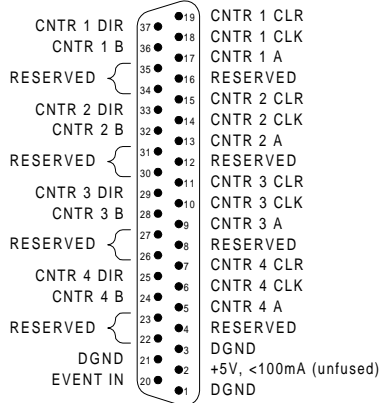 CNTR 1 DIR 37 19 CNTR 1 CLR
CNTR 1 B 36 18 CNTR 1 CLK
RESERVED 35 17 CNTR 1 A
34 16 RESERVED
CNTR 2 DIR 33 15 CNTR 2 CLR
CNTR 2 B 32 14 CNTR 2 CLK
RESERVED 31 13 CNTR 2 A
30 12 RESERVED
CNTR 3 DIR 29 11 CNTR 3 CLR
CNTR 3 B 28 10 CNTR 3 CLK
RESERVED 27 9 CNTR 3 A
26 8 RESERVED
CNTR 4 DIR 25 7 CNTR 4 CLR
CNTR 4 B 24 6 CNTR 4 CLK
RESERVED 23 5 CNTR 4 A
22 4 RESERVED
DGND 21 3 DGND
EVENT IN 20 2 +5V, <100mA (unfused)
1 DGND